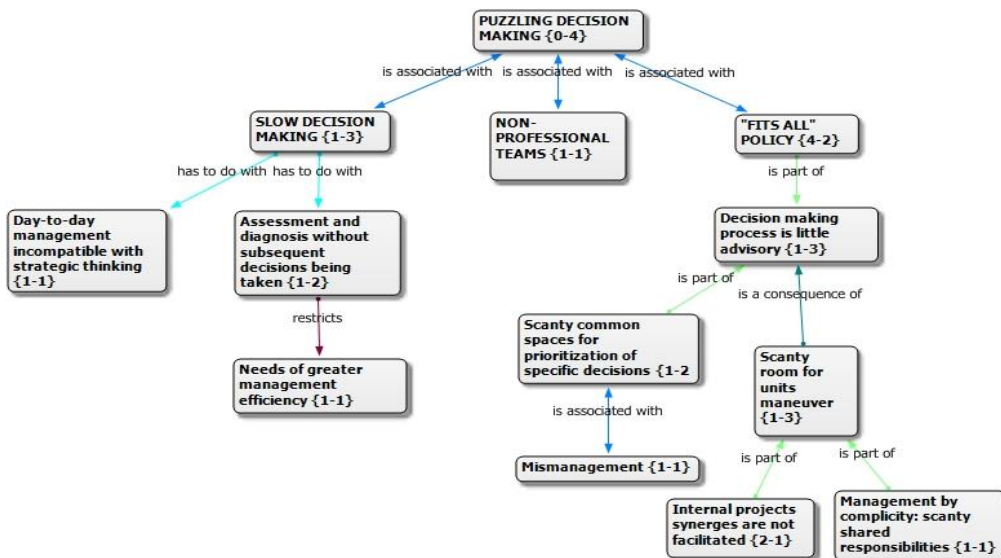 PUZZLING DECISION
MAKING {0-4}
is associated with
is associated with
is associated with
SLOW DECISION
MAKING {1-3}
NON-
PROFESSIONAL
TEAMS {1-1}
"FITS ALL"
POLICY {4-2}
has to do with
has to do with
is part of
Day-to-day
management
incompatible with
strategic thinking
{1-1}
Assessment and
diagnosis without
subsequent
decisions being
taken {1-2}
Decision making
process is little
advisory {1-3}
is part of
is a consequence of
restricts
Scanty common
spaces for
prioritization of
specific decisions {1-2
Needs of greater
management
efficiency {1-1}
Scanty
room for
units
maneuver
{1-3}
is associated with
Mismanagement {1-1}
is part of
is part of
Internal projects
synerges are not
facilitated {2-1}
Management by
complicity: scanty
shared
responsibilities {1-1}